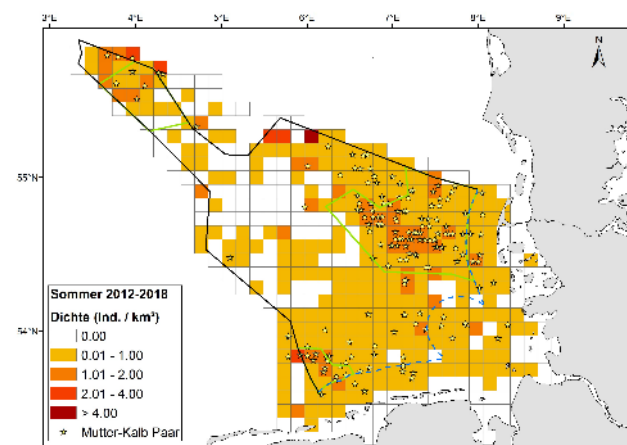 2°L 3°L 4°L 5°L 6°L 7°L 8°L 9°L
N
55°N
54°N
Sommer 2012-2018
Dichte (Ind. / km²)
0.00
0.01 - 1.00
1.01 - 2.00
2.01 - 4.00
> 4.00
Mutter-Kalb Paar